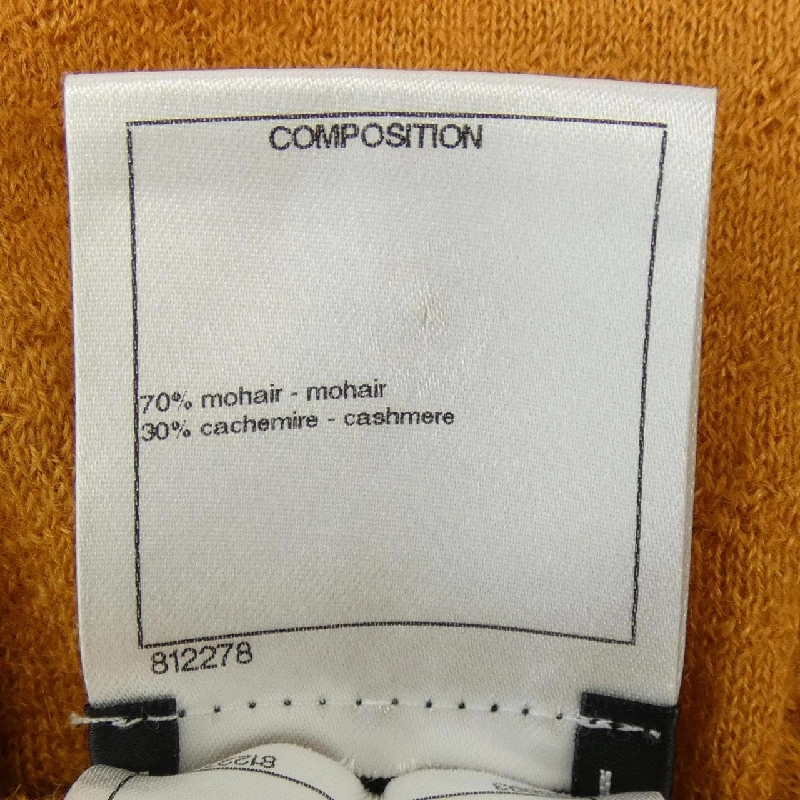 COMPOSITION
70% mohair - mohair
30% cachemire - cashmere
812278